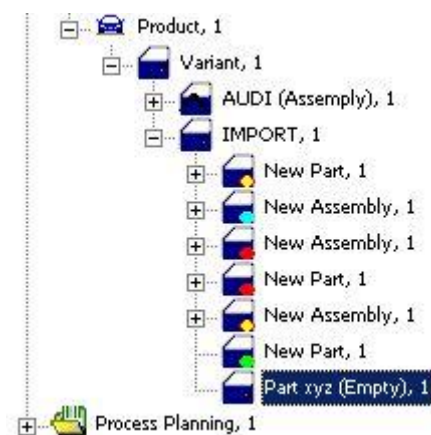 Product, 1
Variant, 1
AUDI (Assemply), 1
IMPORT, 1
New Part, 1
New Assembly, 1
New Assembly, 1
New Part, 1
New Assembly, 1
New Part, 1
Part xyz (Empty), 1
Process Planning, 1